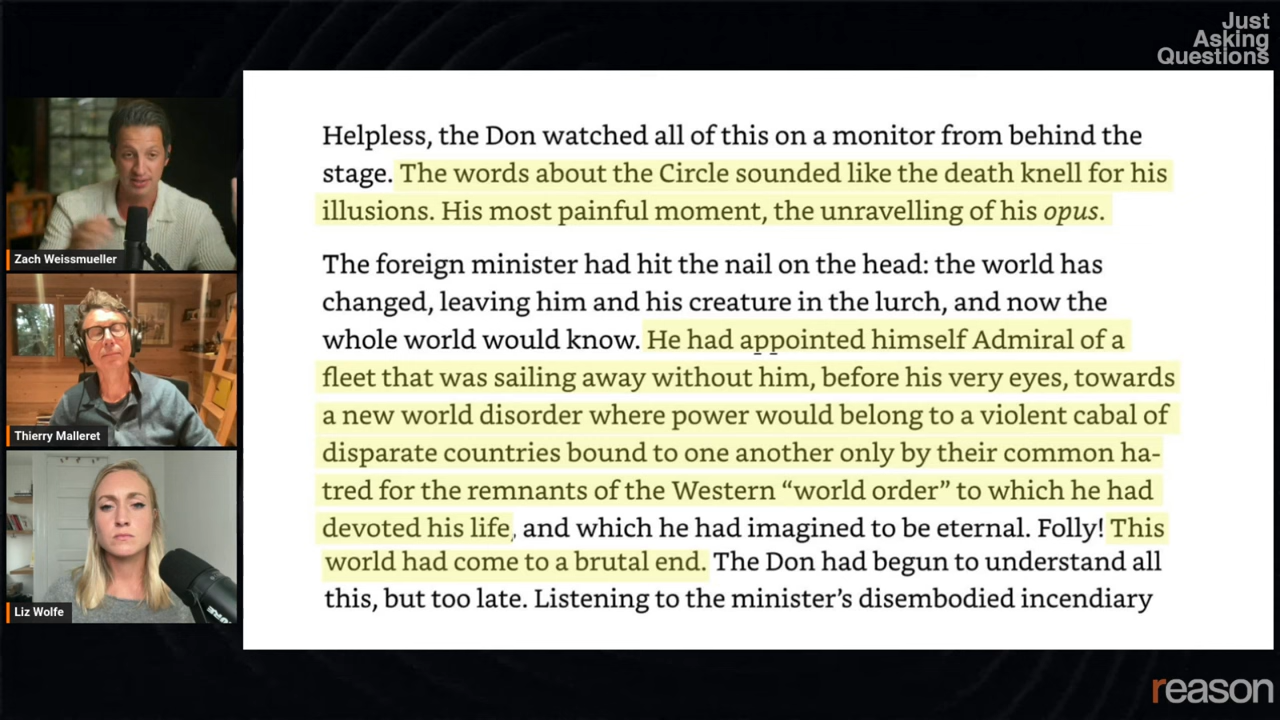 Just
Asking
Questions
Helpless, the Don watched all of this on a monitor from behind the
stage. The words about the Circle sounded like the death knell for his
illusions. His most painful moment, the unravelling of his opus.
The foreign minister had hit the nail on the head: the world has
changed, leaving him and his creature in the lurch, and now the
whole world would know. He had appointed himself Admiral of a
fleet that was sailing away without him, before his very eyes, towards
a new world disorder where power would belong to a violent cabal of
disparate countries bound to one another only by their common ha-
tred for the remnants of the Western “world order” to which he had
devoted his life, and which he had imagined to be eternal. Folly! This
world had come to a brutal end. The Don had begun to understand all
this, but too late. Listening to the minister’s disembodied incendiary
Zach Weissmueller
Thierry Malleret
Liz Wolfe
reason